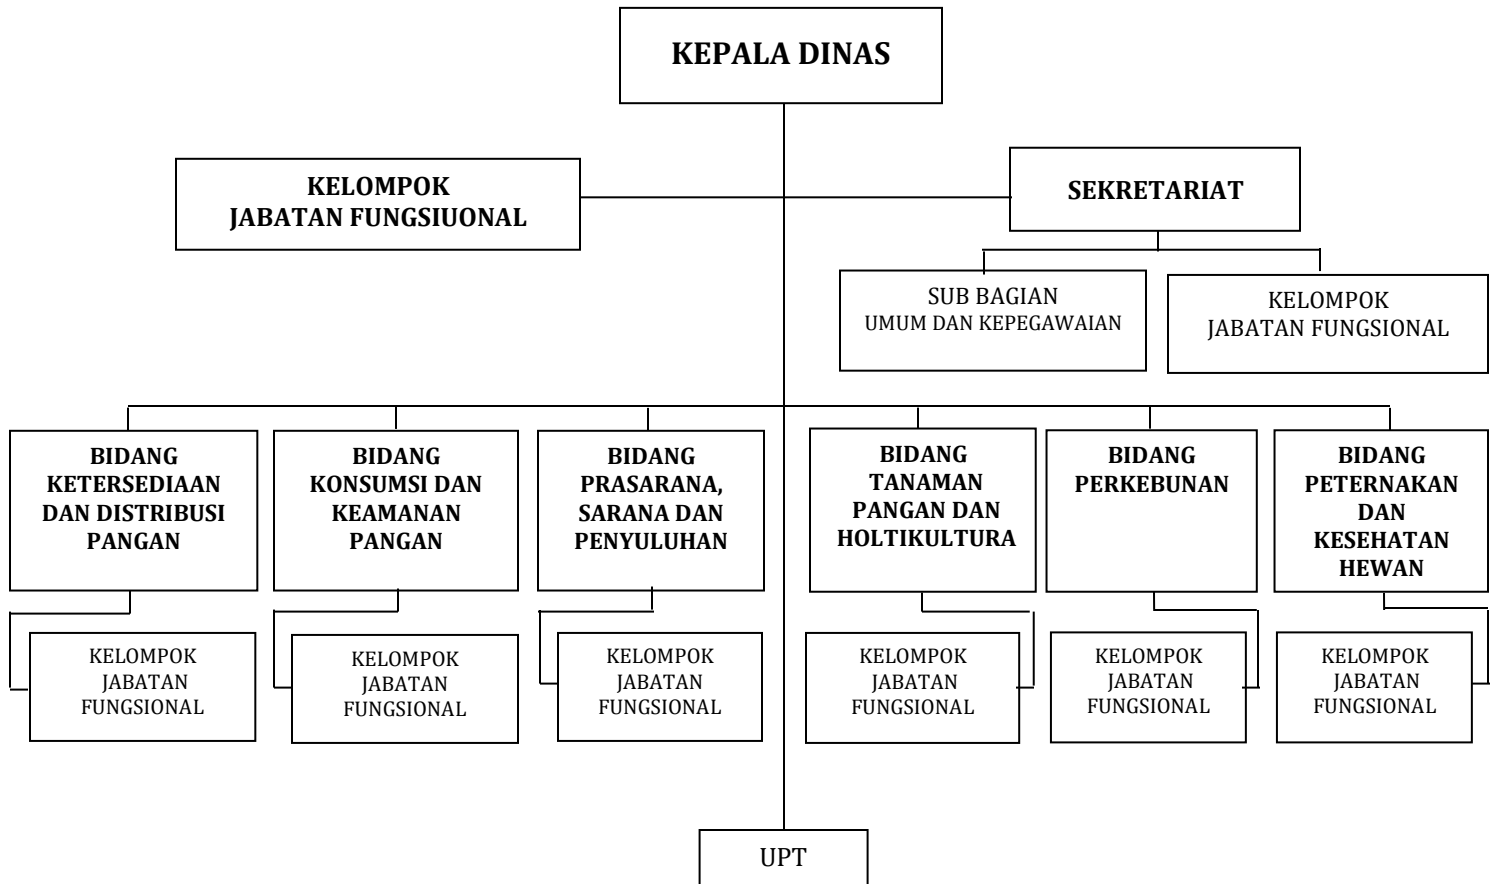 KEPALA DINAS
KELOMPOK
JABATAN FUNGSIUONAL
SEKRETARIAT
SUB BAGIAN
UMUM DAN KEPEGAWAIAN
KELOMPOK
JABATAN FUNGSIONAL
BIDANG
KETERSEDIAAN
DAN DISTRIBUSI
PANGAN
BIDANG
KONSUMSI DAN
KEAMANAN
PANGAN
BIDANG
PRASARANA,
SARANA DAN
PENYULUHAN
BIDANG
TANAMAN
PANGAN DAN
HOLTIKULTURA
BIDANG
PERKEBUNAN
BIDANG
PETERNAKAN
DAN
KESEHATAN
HEWAN
KELOMPOK
JABATAN
FUNGSIONAL
KELOMPOK
JABATAN
FUNGSIONAL
KELOMPOK
JABATAN
FUNGSIONAL
KELOMPOK
JABATAN
FUNGSIONAL
KELOMPOK
JABATAN
FUNGSIONAL
KELOMPOK
JABATAN
FUNGSIONAL
UPT